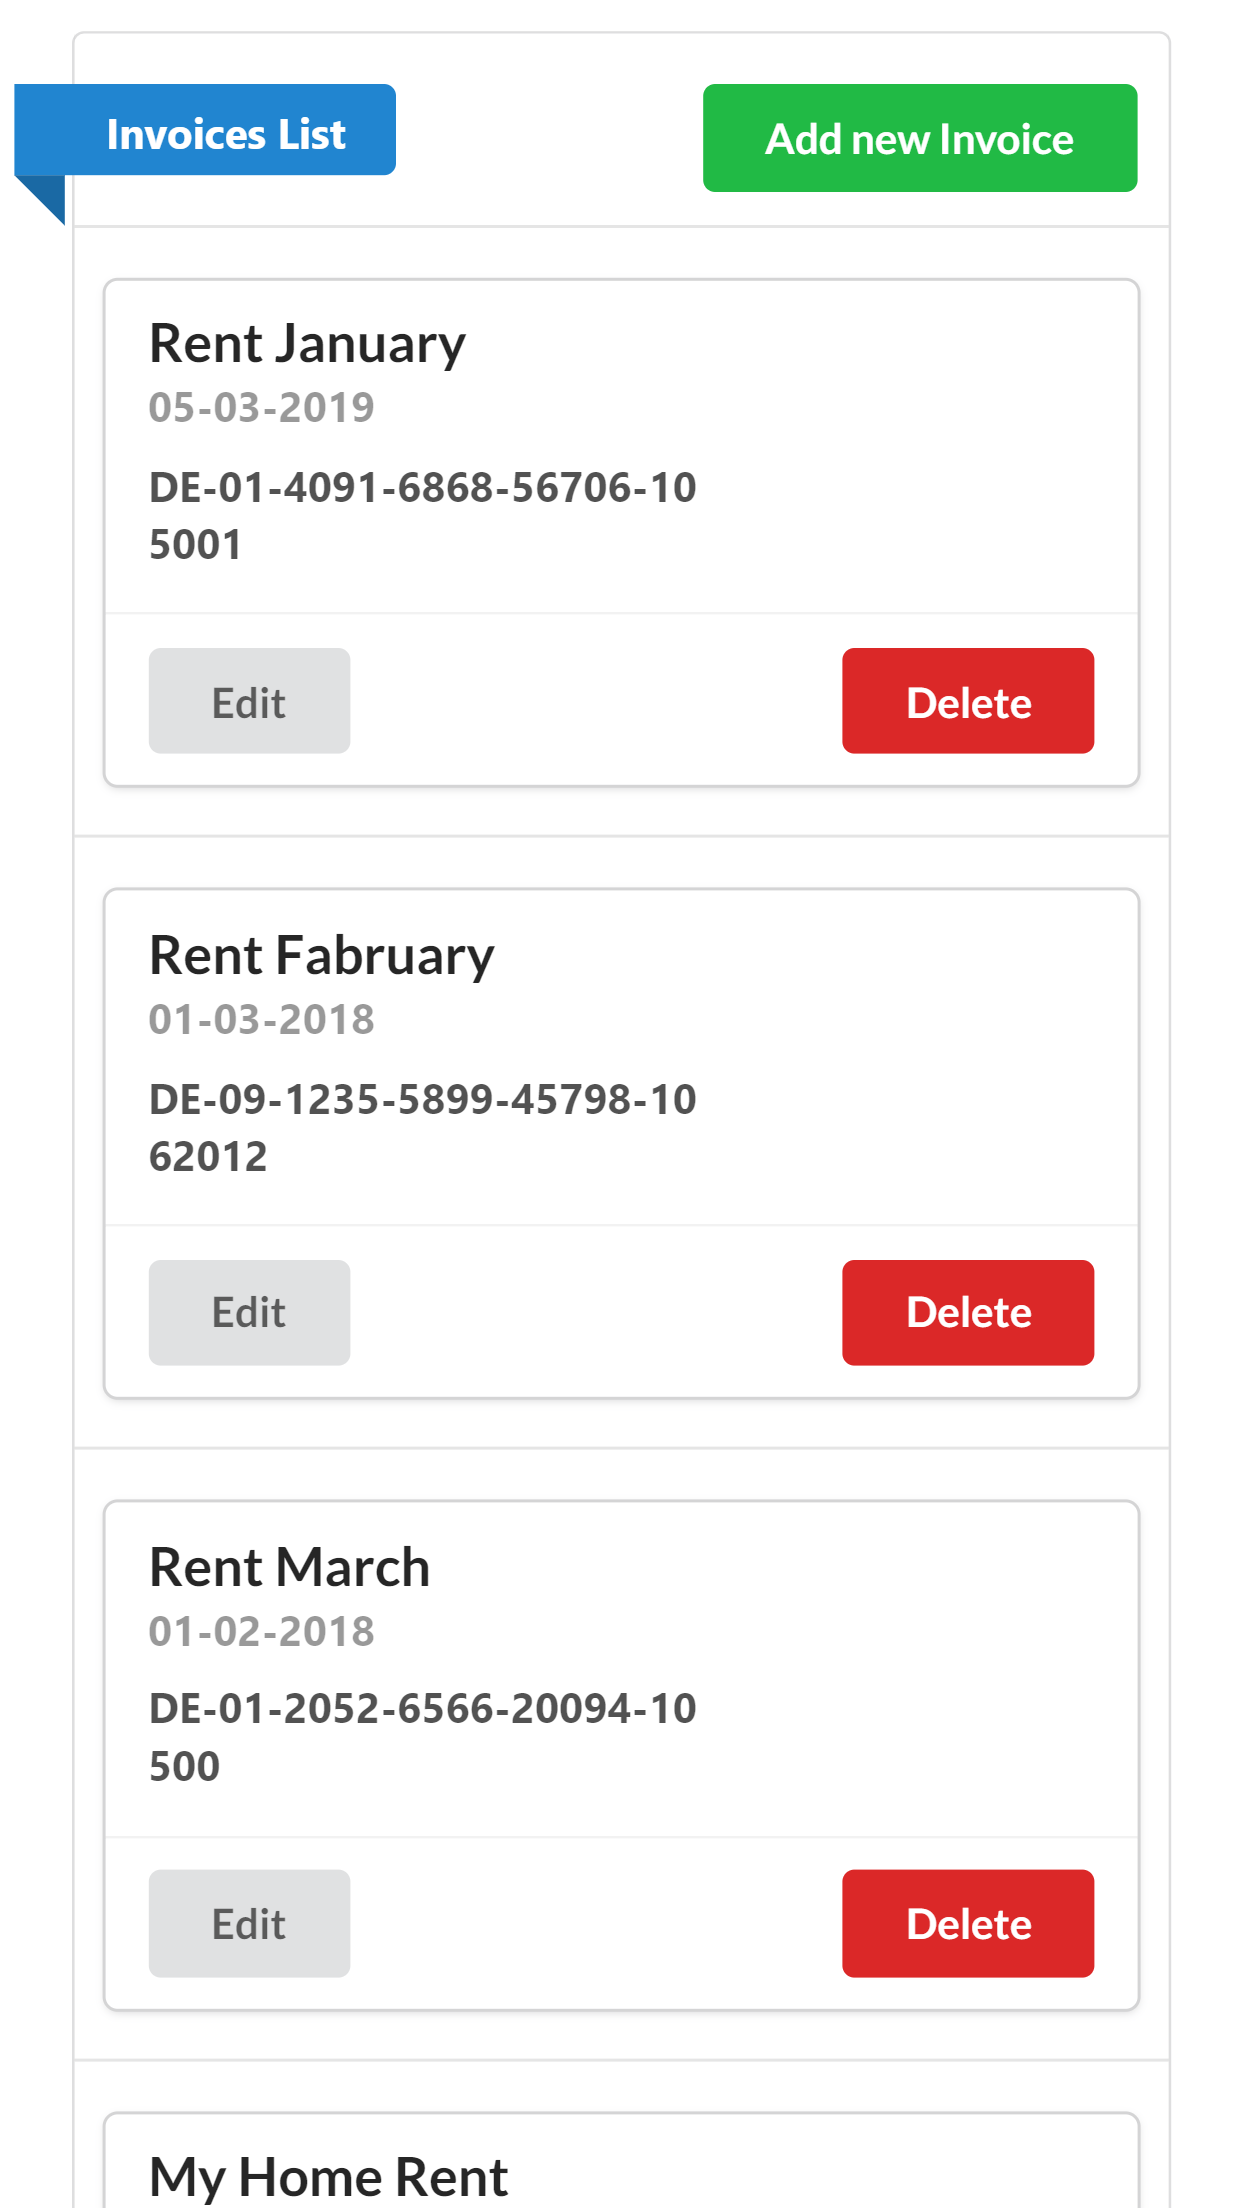 Invoices List
Add new Invoice
Rent January
05-03-2019
DE-01-4091-6868-56706-10
5001
Edit
Delete
Rent Fabruary
01-03-2018
DE-09-1235-5899-45798-10
62012
Edit
Delete
Rent March
01-02-2018
DE-01-2052-6566-20094-10
500
Edit
Delete
My Home Rent